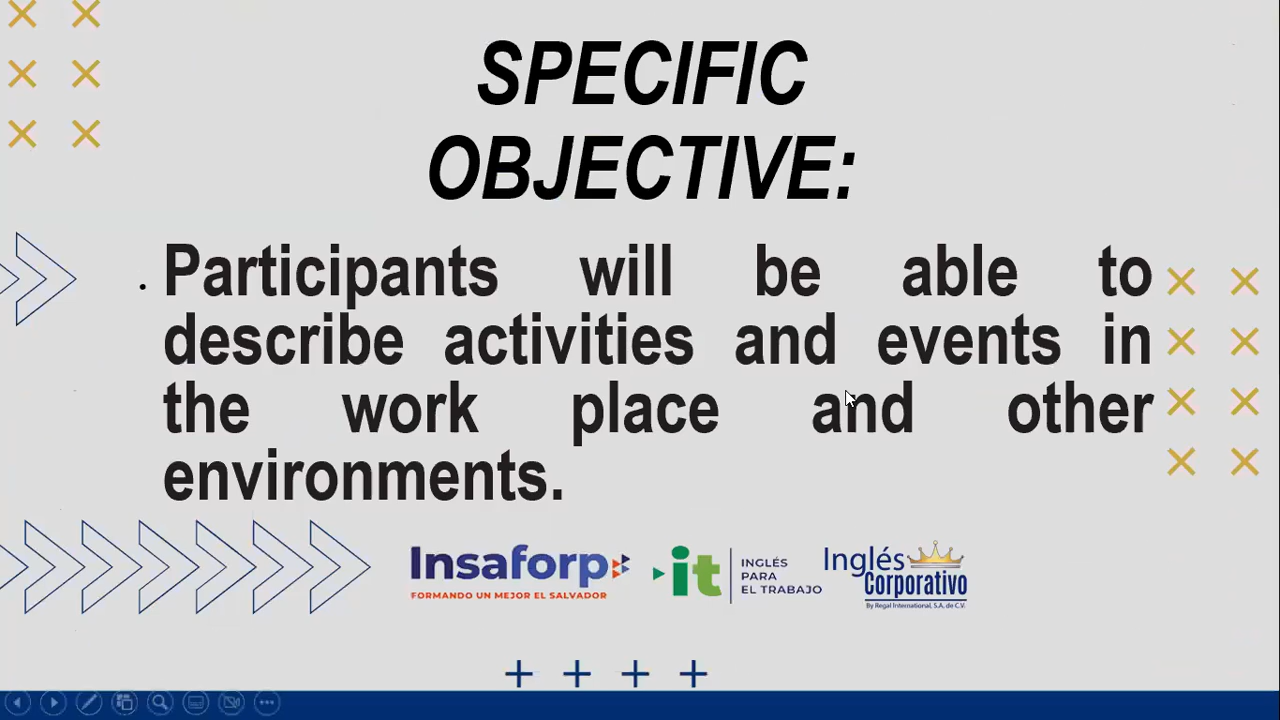 SPECIFIC
OBJECTIVE:
. Participants will be able to
describe activities and events in
the work place and other
environments.
Insaforp
FORMANDO UN MEJOR EL SALVADOR
it
INGLÉS
PARA
EL TRABAJO
Inglés
Corporativo
By Regal International, S.A. de C.V.